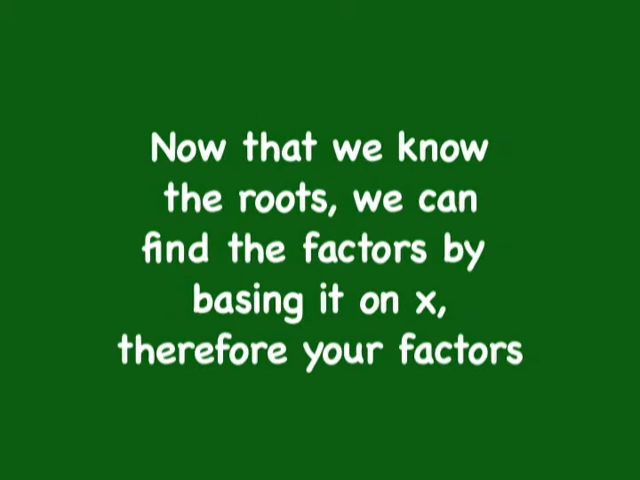 Now that we know
the roots, we can
find the factors by
basing it on x,
therefore your factors